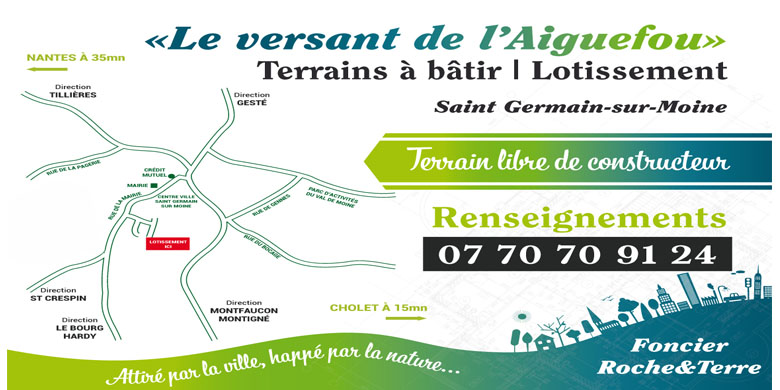 «Le versant de l'Aiguefou»
Terrains à bâtir | Lotissement
Saint Germain-sur-Moine
NANTES À 35mn
Direction
TILLIÈRES
Direction
GESTÉ
RUE DE LA PAGERIE
CRÉDIT
MUTUEL
MAIRIE
RUE DE LA MAIRIE
CENTRE VILLE
SAINT GERMAIN
SUR MOINE
PARC D'ACTIVITÉS
DU VAL DE MOINE
RUE DE GENNES
RUE DU BOCAGE
LOTISSEMENT
ICI
Direction
ST CRESPIN
Direction
LE BOURG
HARDY
Direction
MONTFAUCON
MONTIGNÉ
CHOLET À 15mn
Terrain libre de constructeur
Renseignements
07 70 70 91 24
Attiré par la ville, happé par la nature...
Foncier
Roche&Terre